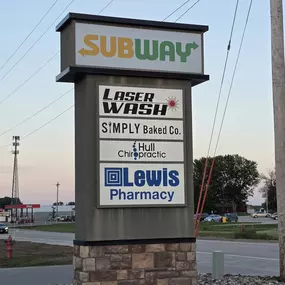 SUBWAY
LASER
WASH
SIMPLY Baked Co.
Hull
Chiropractic
Lewis
Pharmacy